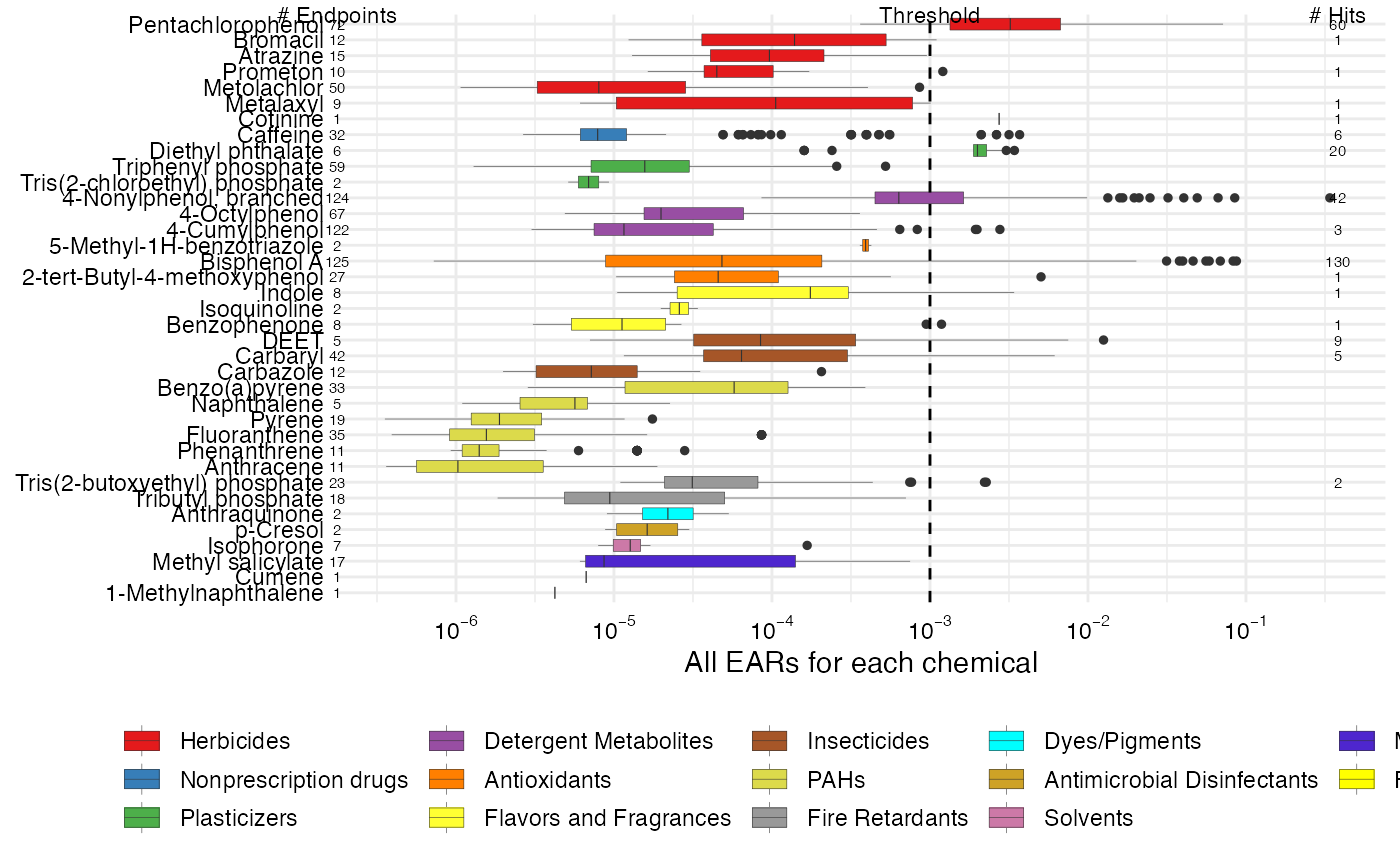 # Endpoints Threshold # Hits
Pentachlorophenol 72 60
Bromacil 12 1
Atrazine 15
Prometon 10 1
Metolachlor 50
Metalaxyl 9 1
Cotinine 1 1
Caffeine 32 6
Diethyl phthalate 6 20
Triphenyl phosphate 59
Tris(2-chloroethyl) phosphate 2
4-Nonylphenol, branched 124 42
4-Octylphenol 67
4-Cumylphenol 122 3
5-Methyl-1H-benzotriazole 2
Bisphenol A 125 130
2-tert-Butyl-4-methoxyphenol 27 1
Indole 8 1
Isoquinoline 2
Benzophenone 8 1
DEET 5 9
Carbaryl 42 5
Carbazole 12
Benzo(a)pyrene 33
Naphthalene 5
Pyrene 19
Fluoranthene 35
Phenanthrene 11
Anthracene 11
Tris(2-butoxyethyl) phosphate 23 2
Tributyl phosphate 18
Anthraquinone 2
p-Cresol 2
Isophorone 7
Methyl salicylate 17
Cumene 1
1-Methylnaphthalene 1
10⁻⁶ 10⁻⁵ 10⁻⁴ 10⁻³ 10⁻² 10⁻¹
All EARs for each chemical
Herbicides Detergent Metabolites Insecticides Dyes/Pigments
Nonprescription drugs Antioxidants PAHs Antimicrobial Disinfectants
Plasticizers Flavors and Fragrances Fire Retardants Solvents